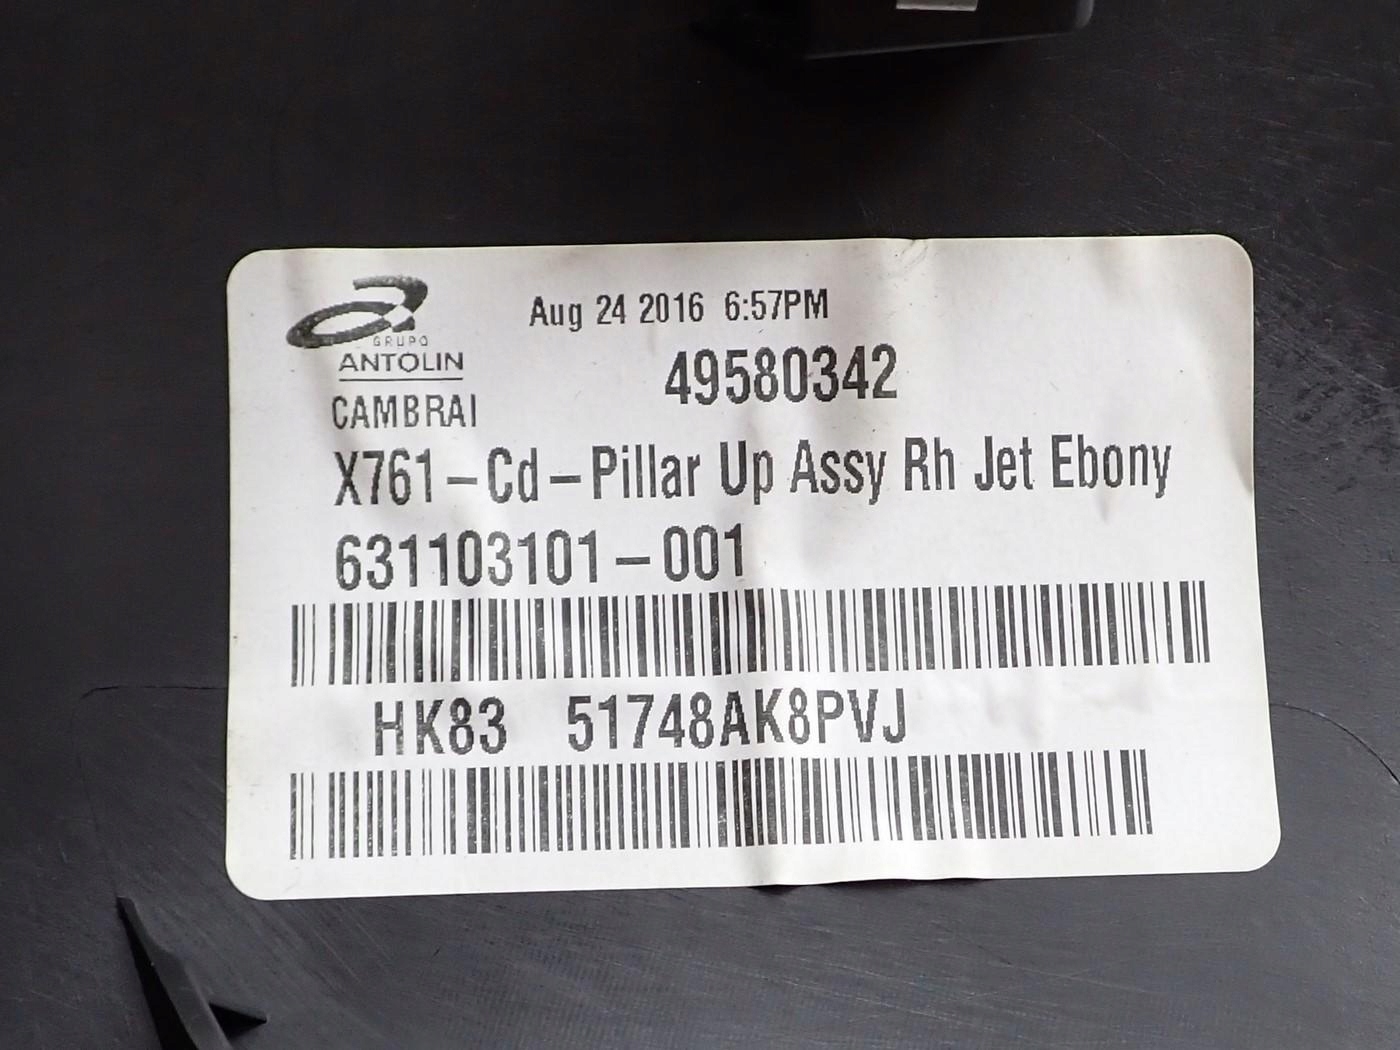 Aug 24 2016 6:57PM
GRUPO
ANTOLIN
49580342
CAMBRAI
X761-Cd-Pillar Up Assy Rh Jet Ebony
631103101-001
HK83 51748AK8PVJ